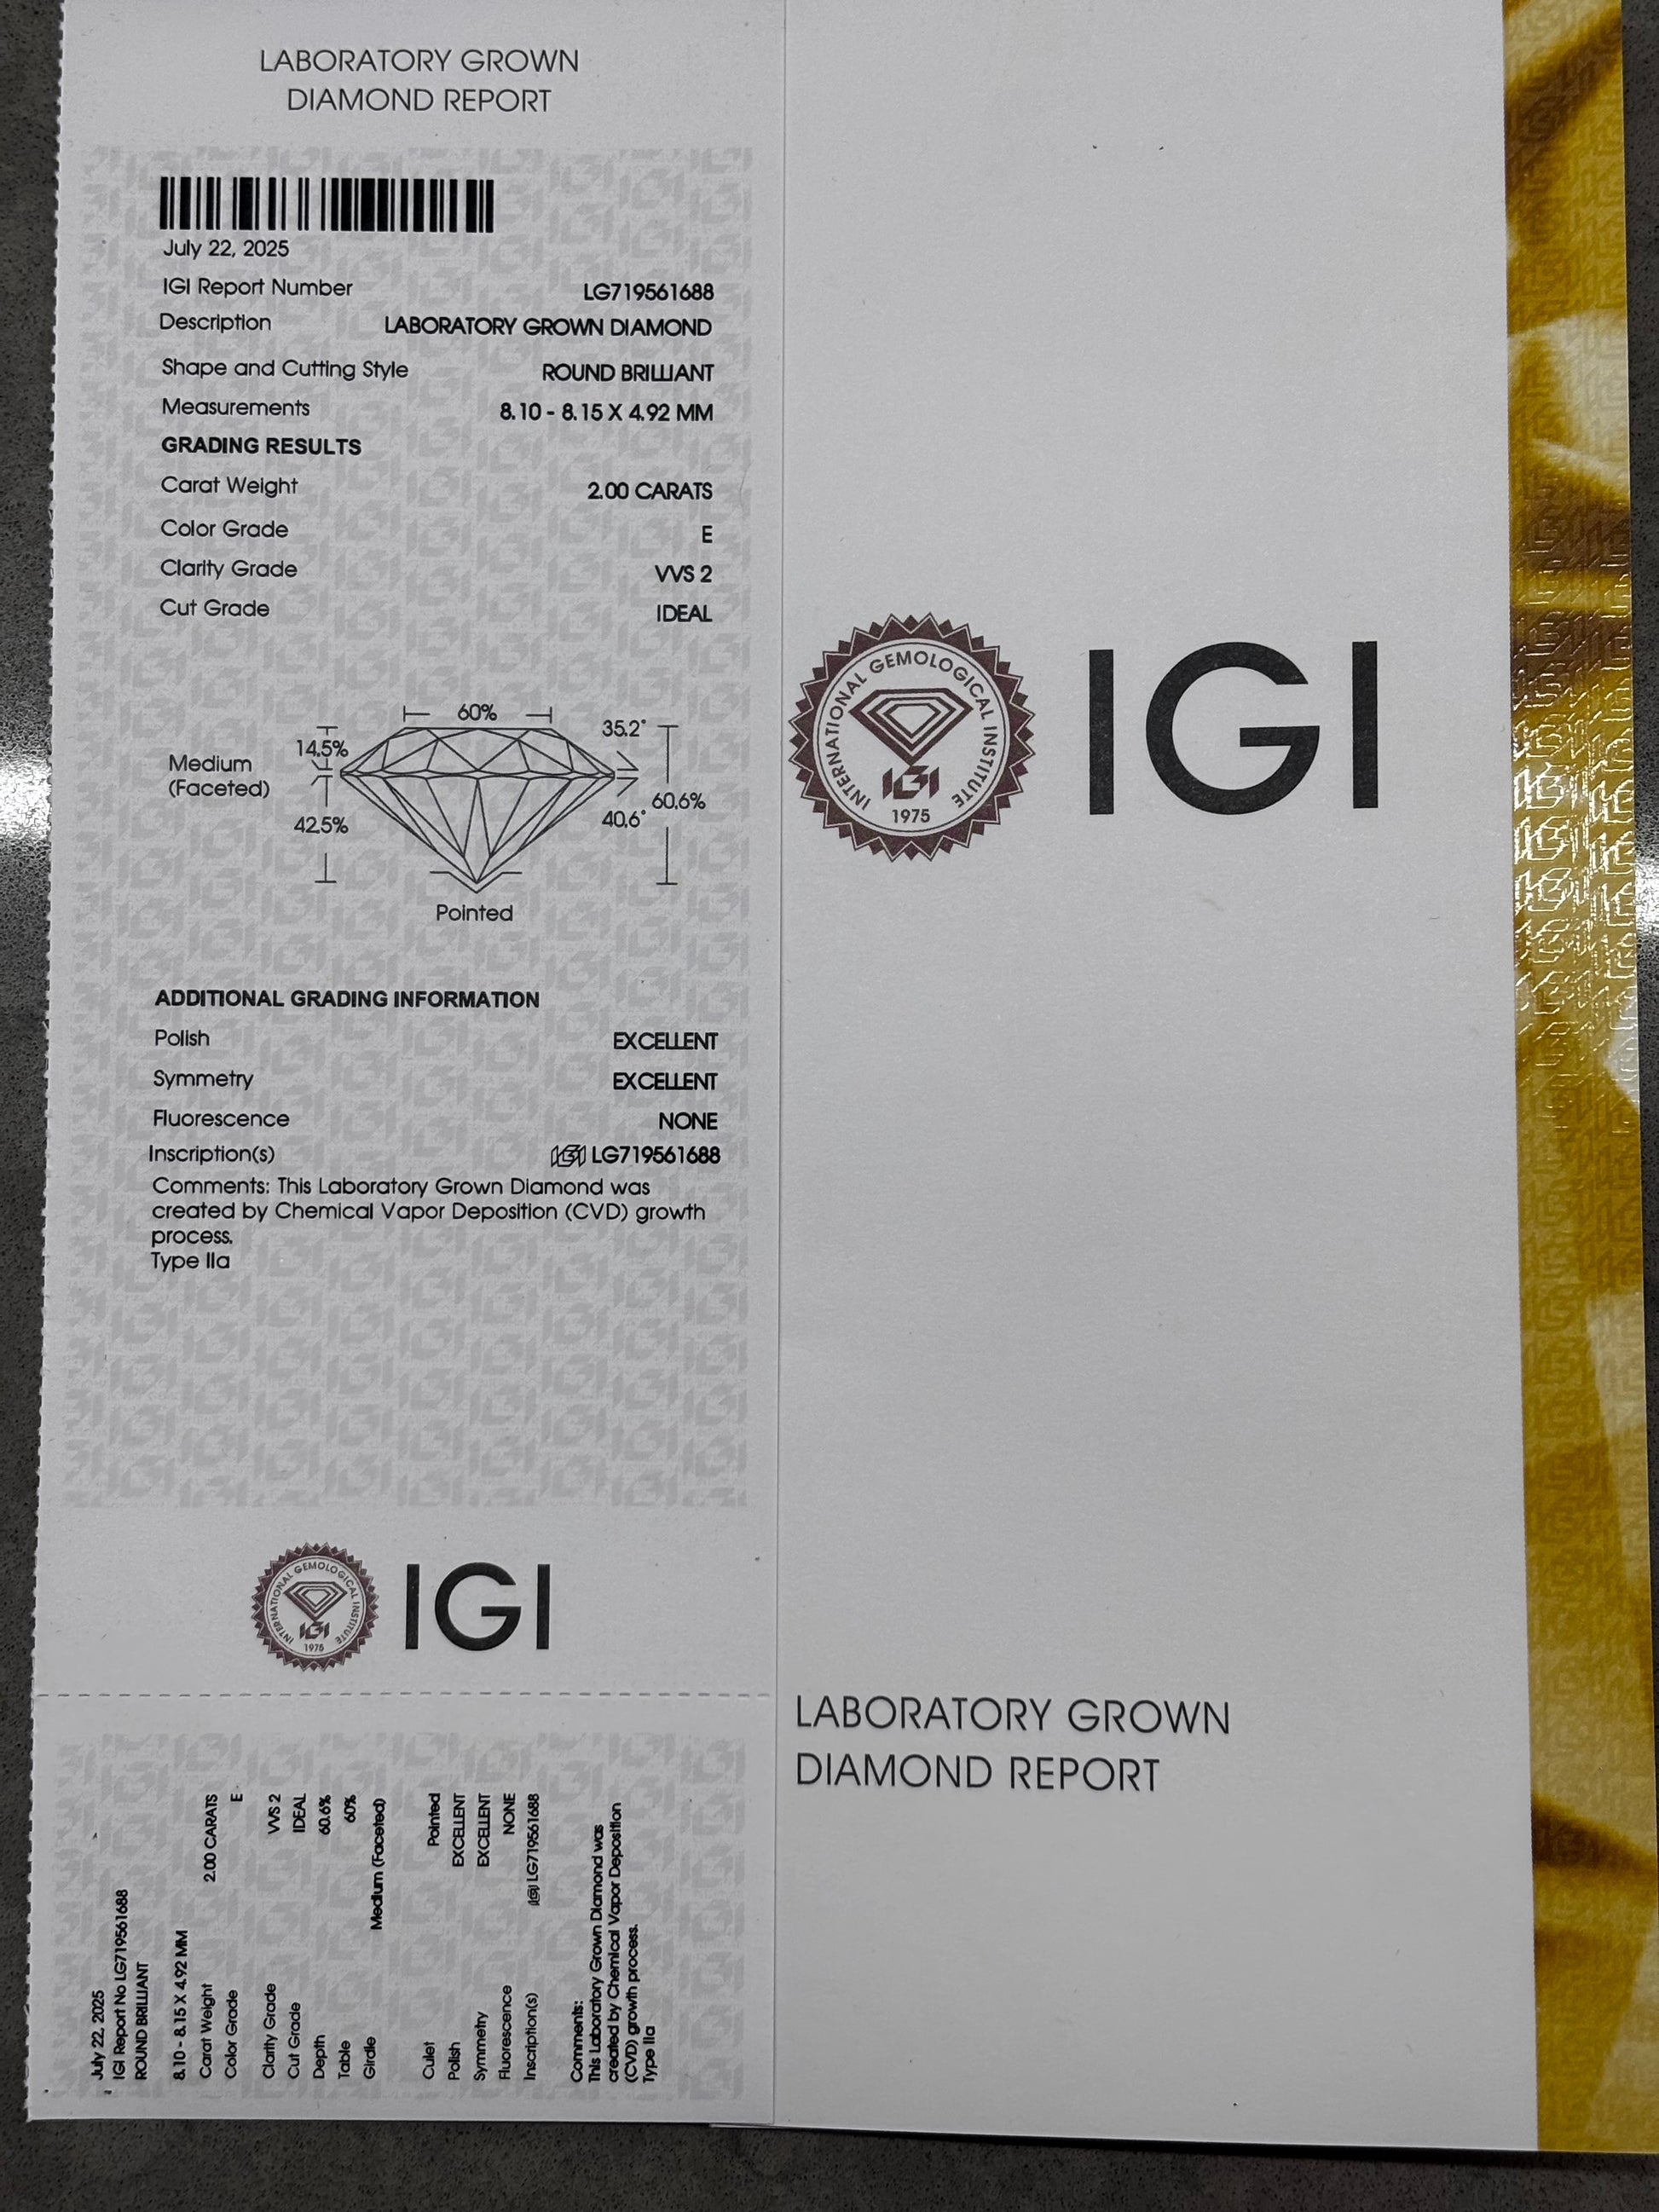 LABORATORY GROWN
DIAMOND REPORT
July 22, 2025
IGI Report Number LG719561688
Description LABORATORY GROWN DIAMOND
Shape and Cutting Style ROUND BRILLIANT
Measurements 8.10 - 8.15 X 4.92 MM
GRADING RESULTS
Carat Weight 2.00 CARATS
Color Grade E
Clarity Grade VVS 2
Cut Grade IDEAL
60%
14.5% 35.2°
Medium
(Faceted)
60.6%
42.5% 40.6°
Pointed
ADDITIONAL GRADING INFORMATION
Polish EXCELLENT
Symmetry EXCELLENT
Fluorescence NONE
Inscription(s) IGI LG719561688
Comments: This Laboratory Grown Diamond was
created by Chemical Vapor Deposition (CVD) growth
process.
Type IIa
INTERNATIONAL GEMOLOGICAL INSTITUTE
IGI
1975
IGI
July 22, 2025
IGI Report No LG719561688
ROUND BRILLIANT
8.10 - 8.15 X 4.92 MM
Carat Weight 2.00 CARATS
Color Grade E
Clarity Grade VVS 2
Cut Grade IDEAL
Depth 60.6%
Table 60%
Girdle Medium (Faceted)
Culet Pointed
Polish EXCELLENT
Symmetry EXCELLENT
Fluorescence NONE
Inscription(s) IGI LG719561688
Comments:
This Laboratory Grown Diamond was
created by Chemical Vapor Deposition
(CVD) growth process.
Type IIa
INTERNATIONAL GEMOLOGICAL INSTITUTE
IGI
1975
IGI
LABORATORY GROWN
DIAMOND REPORT